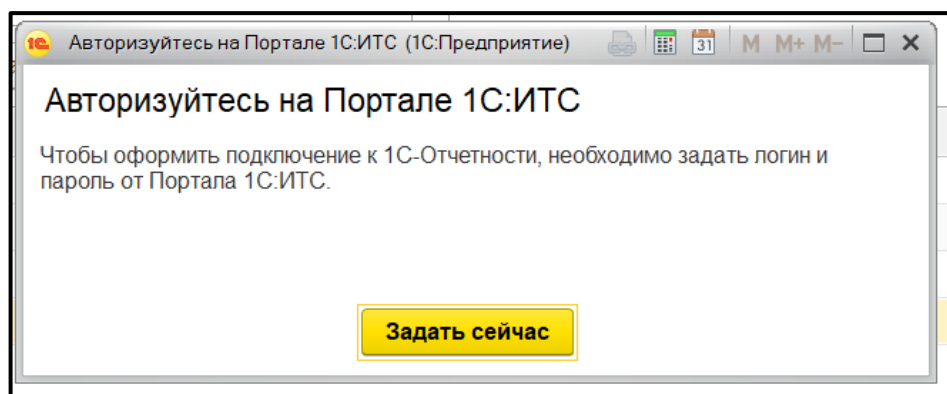 1С Авторизуйтесь на Портале 1С:ИТС (1С:Предприятие) 31 M M+ M-
Авторизуйтесь на Портале 1С:ИТС
Чтобы оформить подключение к 1С-Отчетности, необходимо задать логин и
пароль от Портала 1С:ИТС.
Задать сейчас